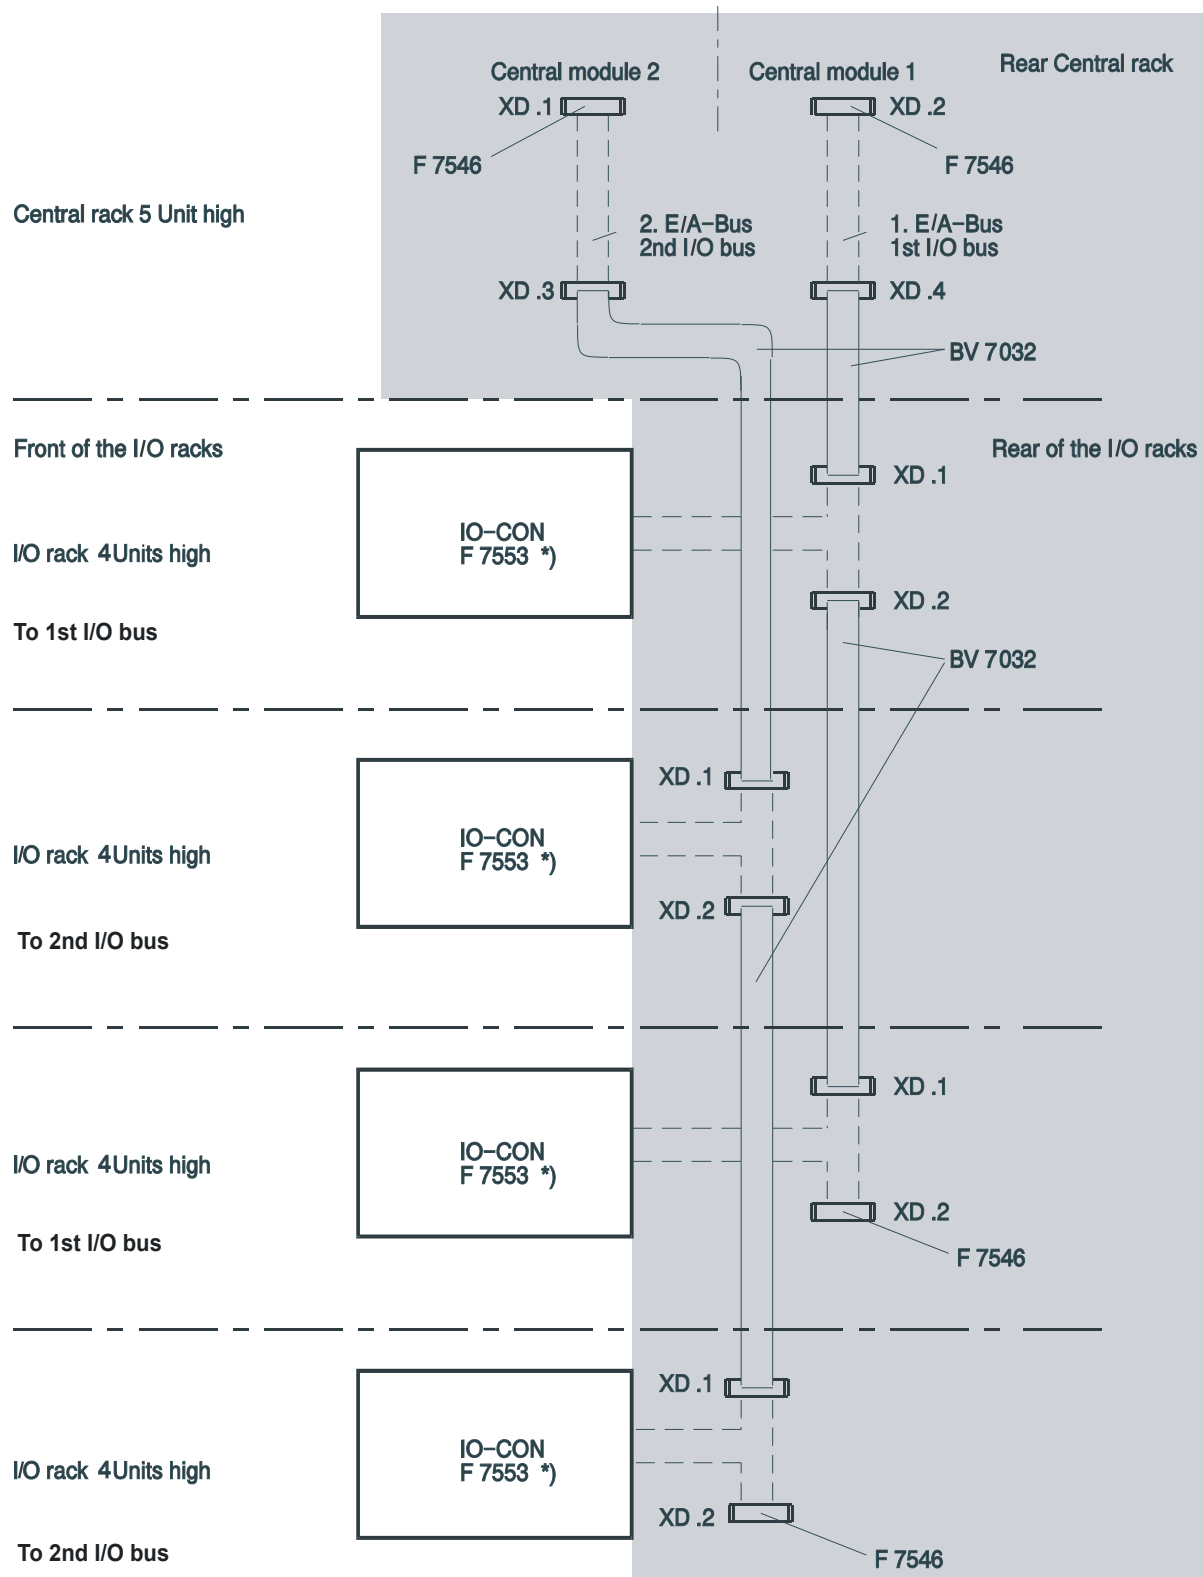 Rear Central rack
Central module 2
Central module 1
XD .1
XD .2
F 7546
F 7546
Central rack 5 Unit high
2. E/A–Bus
2nd I/O bus
1. E/A–Bus
1st I/O bus
XD .3
XD .4
BV 7032
Front of the I/O racks
Rear of the I/O racks
XD .1
IO–CON
F 7553 *)
I/O rack 4Units high
XD .2
To 1st I/O bus
BV 7032
XD .1
IO–CON
F 7553 *)
I/O rack 4Units high
XD .2
To 2nd I/O bus
XD .1
IO–CON
F 7553 *)
I/O rack 4Units high
XD .2
To 1st I/O bus
F 7546
XD .1
IO–CON
F 7553 *)
I/O rack 4Units high
XD .2
To 2nd I/O bus
F 7546